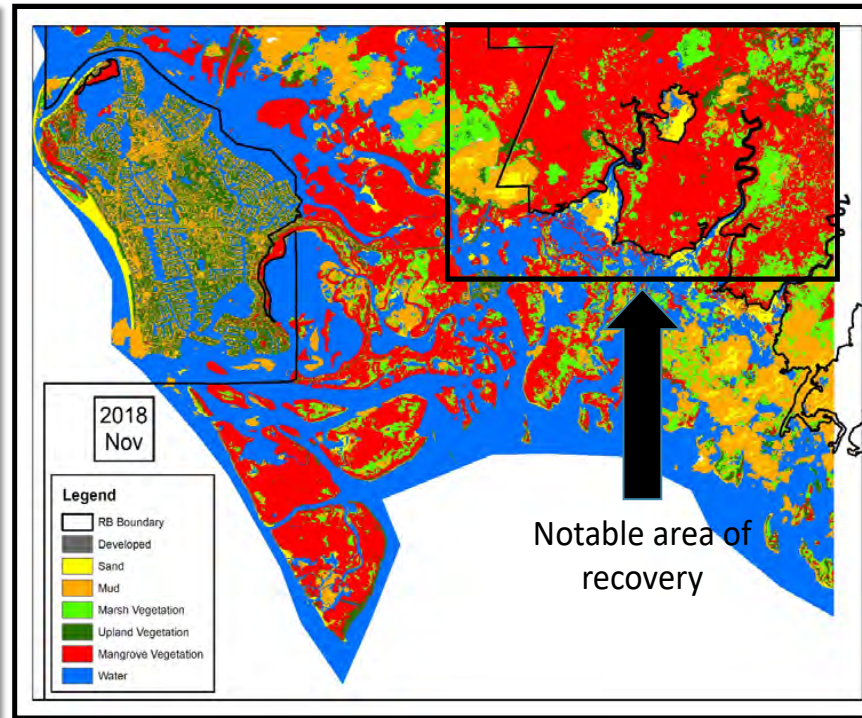 2018
Nov
Legend
RB Boundary
Developed
Sand
Mud
Marsh Vegetation
Upland Vegetation
Mangrove Vegetation
Water
Notable area of
recovery